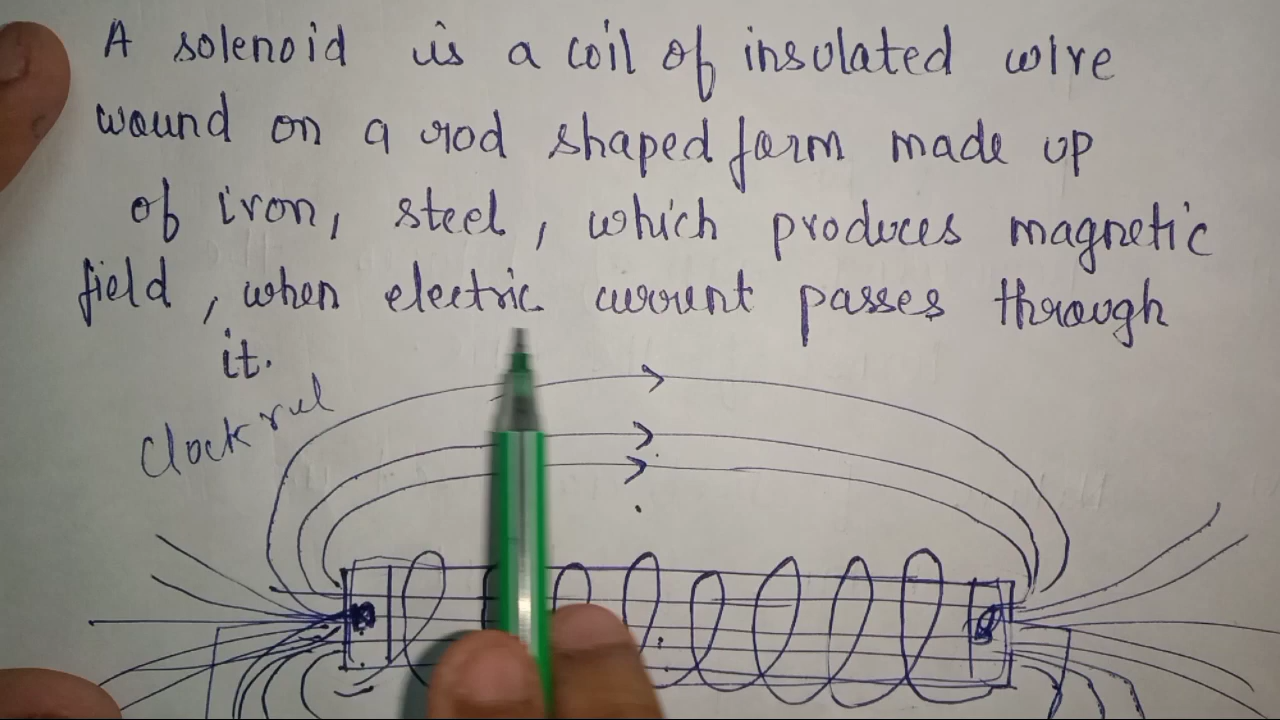 A solenoid is a coil of insulated wire
wound on a rod shaped form made up
of iron, steel, which produces magnetic
field, when electric current passes through
it.
Clock rul